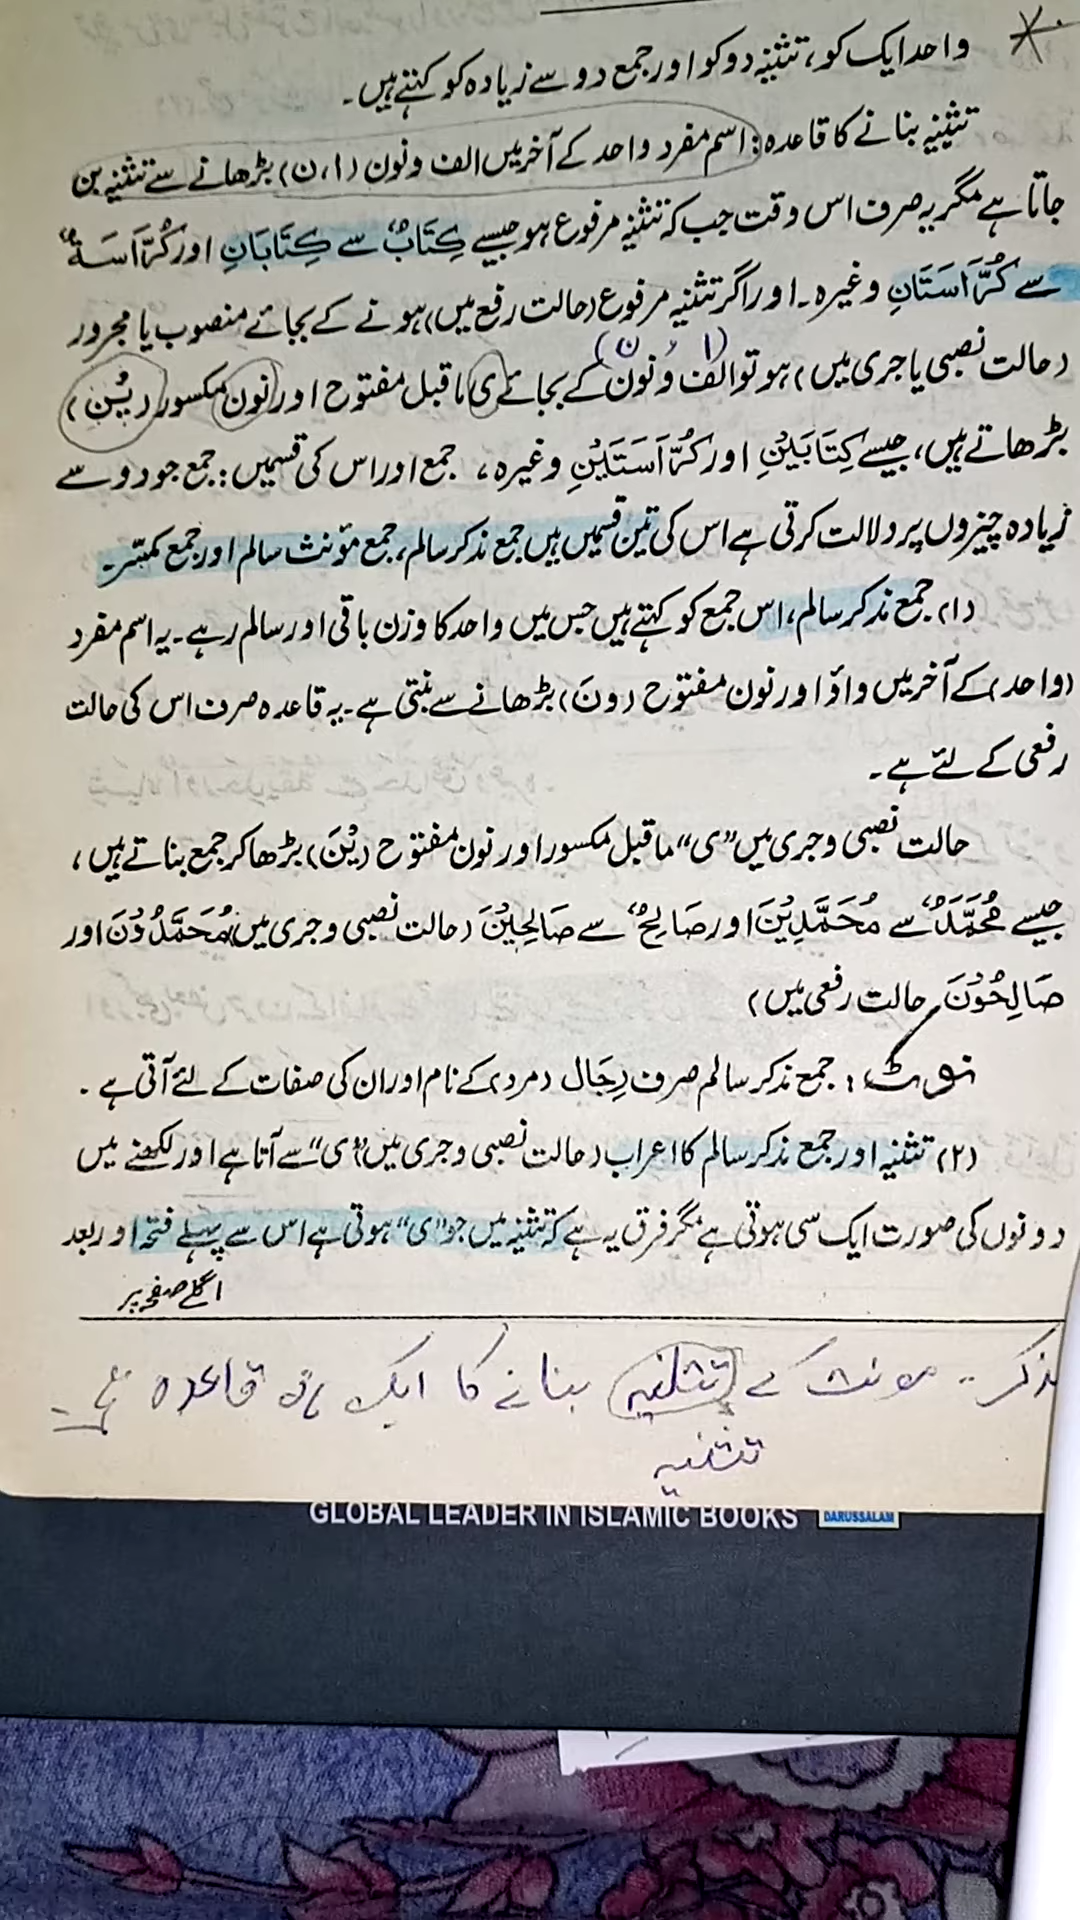 واحد ایک کو، تثنیہ دو کو اور جمع دو سے زیادہ کو کہتے ہیں۔
تثنیہ بنانے کا قاعدہ: اسم مفرد واحد کے آخر میں الف و نون (ا، ن) بڑھانے سے تثنیہ بن
جاتا ہے مگر یہ صرف اس وقت جب کہ تثنیہ مرفوع ہو جیسے كِتَابٌ سے كِتَابَانِ اور كُرَّاسَةٌ
سے كُرَّاسَتَانِ وغیرہ۔ اور اگر تثنیہ مرفوع (حالت رفع میں) ہونے کے بجائے منصوب یا مجرور
(ا َ ن)
(حالت نصبی یا جری میں) ہو تو الف و نون کے بجائے ی ما قبل مفتوح اور نون مکسور (يْنِ)
بڑھاتے ہیں، جیسے كِتَابَيْنِ اور كُرَّاسَتَيْنِ وغیرہ، جمع اور اس کی قسمیں: جمع جو دو سے
زیادہ چیزوں پر دلالت کرتی ہے اس کی تین قسمیں ہیں جمع مذکر سالم، جمع مؤنث سالم اور جمع مکسّر۔
(۱) جمع مذکر سالم، اس جمع کو کہتے ہیں جس میں واحد کا وزن باقی اور سالم رہے۔ یہ اسم مفرد
(واحد) کے آخر میں واؤ اور نون مفتوح (ونَ) بڑھانے سے بنتی ہے۔ یہ قاعدہ صرف اس کی حالت
رفعی کے لئے ہے۔
حالت نصبی و جری میں "ی" ما قبل مکسور اور نون مفتوح (يْنَ) بڑھا کر جمع بناتے ہیں،
جیسے مُحَمَّدٌ سے مُحَمَّدِيْنَ اور صَالِحٌ سے صَالِحِيْنَ (حالت نصبی و جری میں) مُحَمَّدُوْنَ اور
صَالِحُوْنَ حالت رفعی میں)
نوٹ: جمع مذکر سالم صرف رِجَال (مرد) کے نام اور ان کی صفات کے لئے آتی ہے۔
(۲) تثنیہ اور جمع مذکر سالم کا اعراب (حالت نصبی و جری میں) "ی" سے آتا ہے اور لکھنے میں
دونوں کی صورت ایک سی ہوتی ہے مگر فرق یہ ہے کہ تثنیہ میں جو "ی" ہوتی ہے اس سے پہلے فتحہ اور بعد
اگلے صفحہ پر
مذکر .. مونث کے تثلنیہ بنانے کا ایک ہی قاعدہ ہے۔
تثنیہ
GLOBAL LEADER IN ISLAMIC BOOKS DARUSSALAM